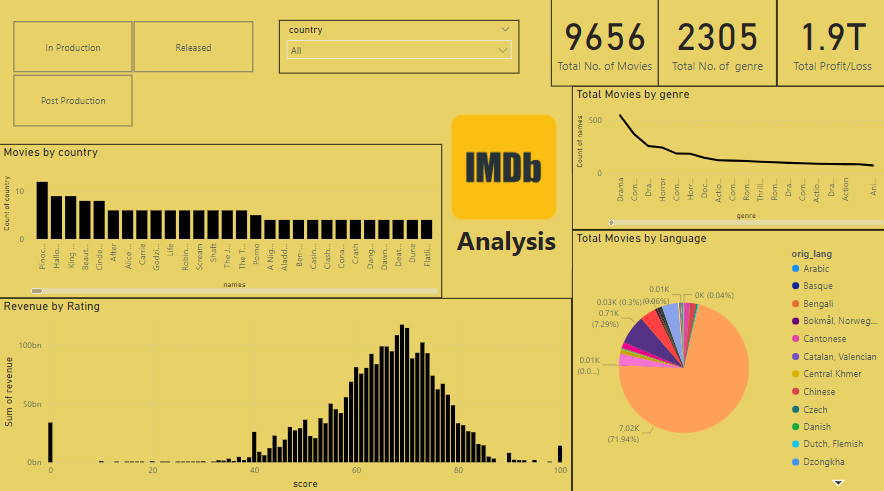 In Production
Released
Post Production
country
All
9656
Total No. of Movies
2305
Total No. of genre
1.9T
Total Profit/Loss
Movies by country
Count of country
10
0
Pinoc...
Hallo...
King ...
Beaut...
Cinde...
After
Alice ...
Carrie
Godzi...
Life
Robin...
Scream
Shaft
The J...
The T...
Porno
A Nig...
Aladd...
Ben-...
Casin...
Clash...
Cona...
Crash
Dang...
Dawn...
Deat...
Dune
Flatli...
names
IMDb
Analysis
Total Movies by genre
Count of names
500
0
Drama
Com...
Dra...
Horror
Com...
Horr...
Doc...
Actio...
Com...
Rom...
Thrill...
Rom...
Dra...
Com...
Actio...
Dra...
Action
Ani...
genre
Revenue by Rating
Sum of revenue
100bn
50bn
0bn
0
20
40
60
80
100
score
Total Movies by language
0.01K
(0.06%)
0K (0.04%)
0.03K (0.3%)
0.71K
(7.29%)
0.01K
(0.0...)
7.02K
(71.94%)
orig_lang
Arabic
Basque
Bengali
Bokmål, Norweg...
Cantonese
Catalan, Valencian
Central Khmer
Chinese
Czech
Danish
Dutch, Flemish
Dzongkha